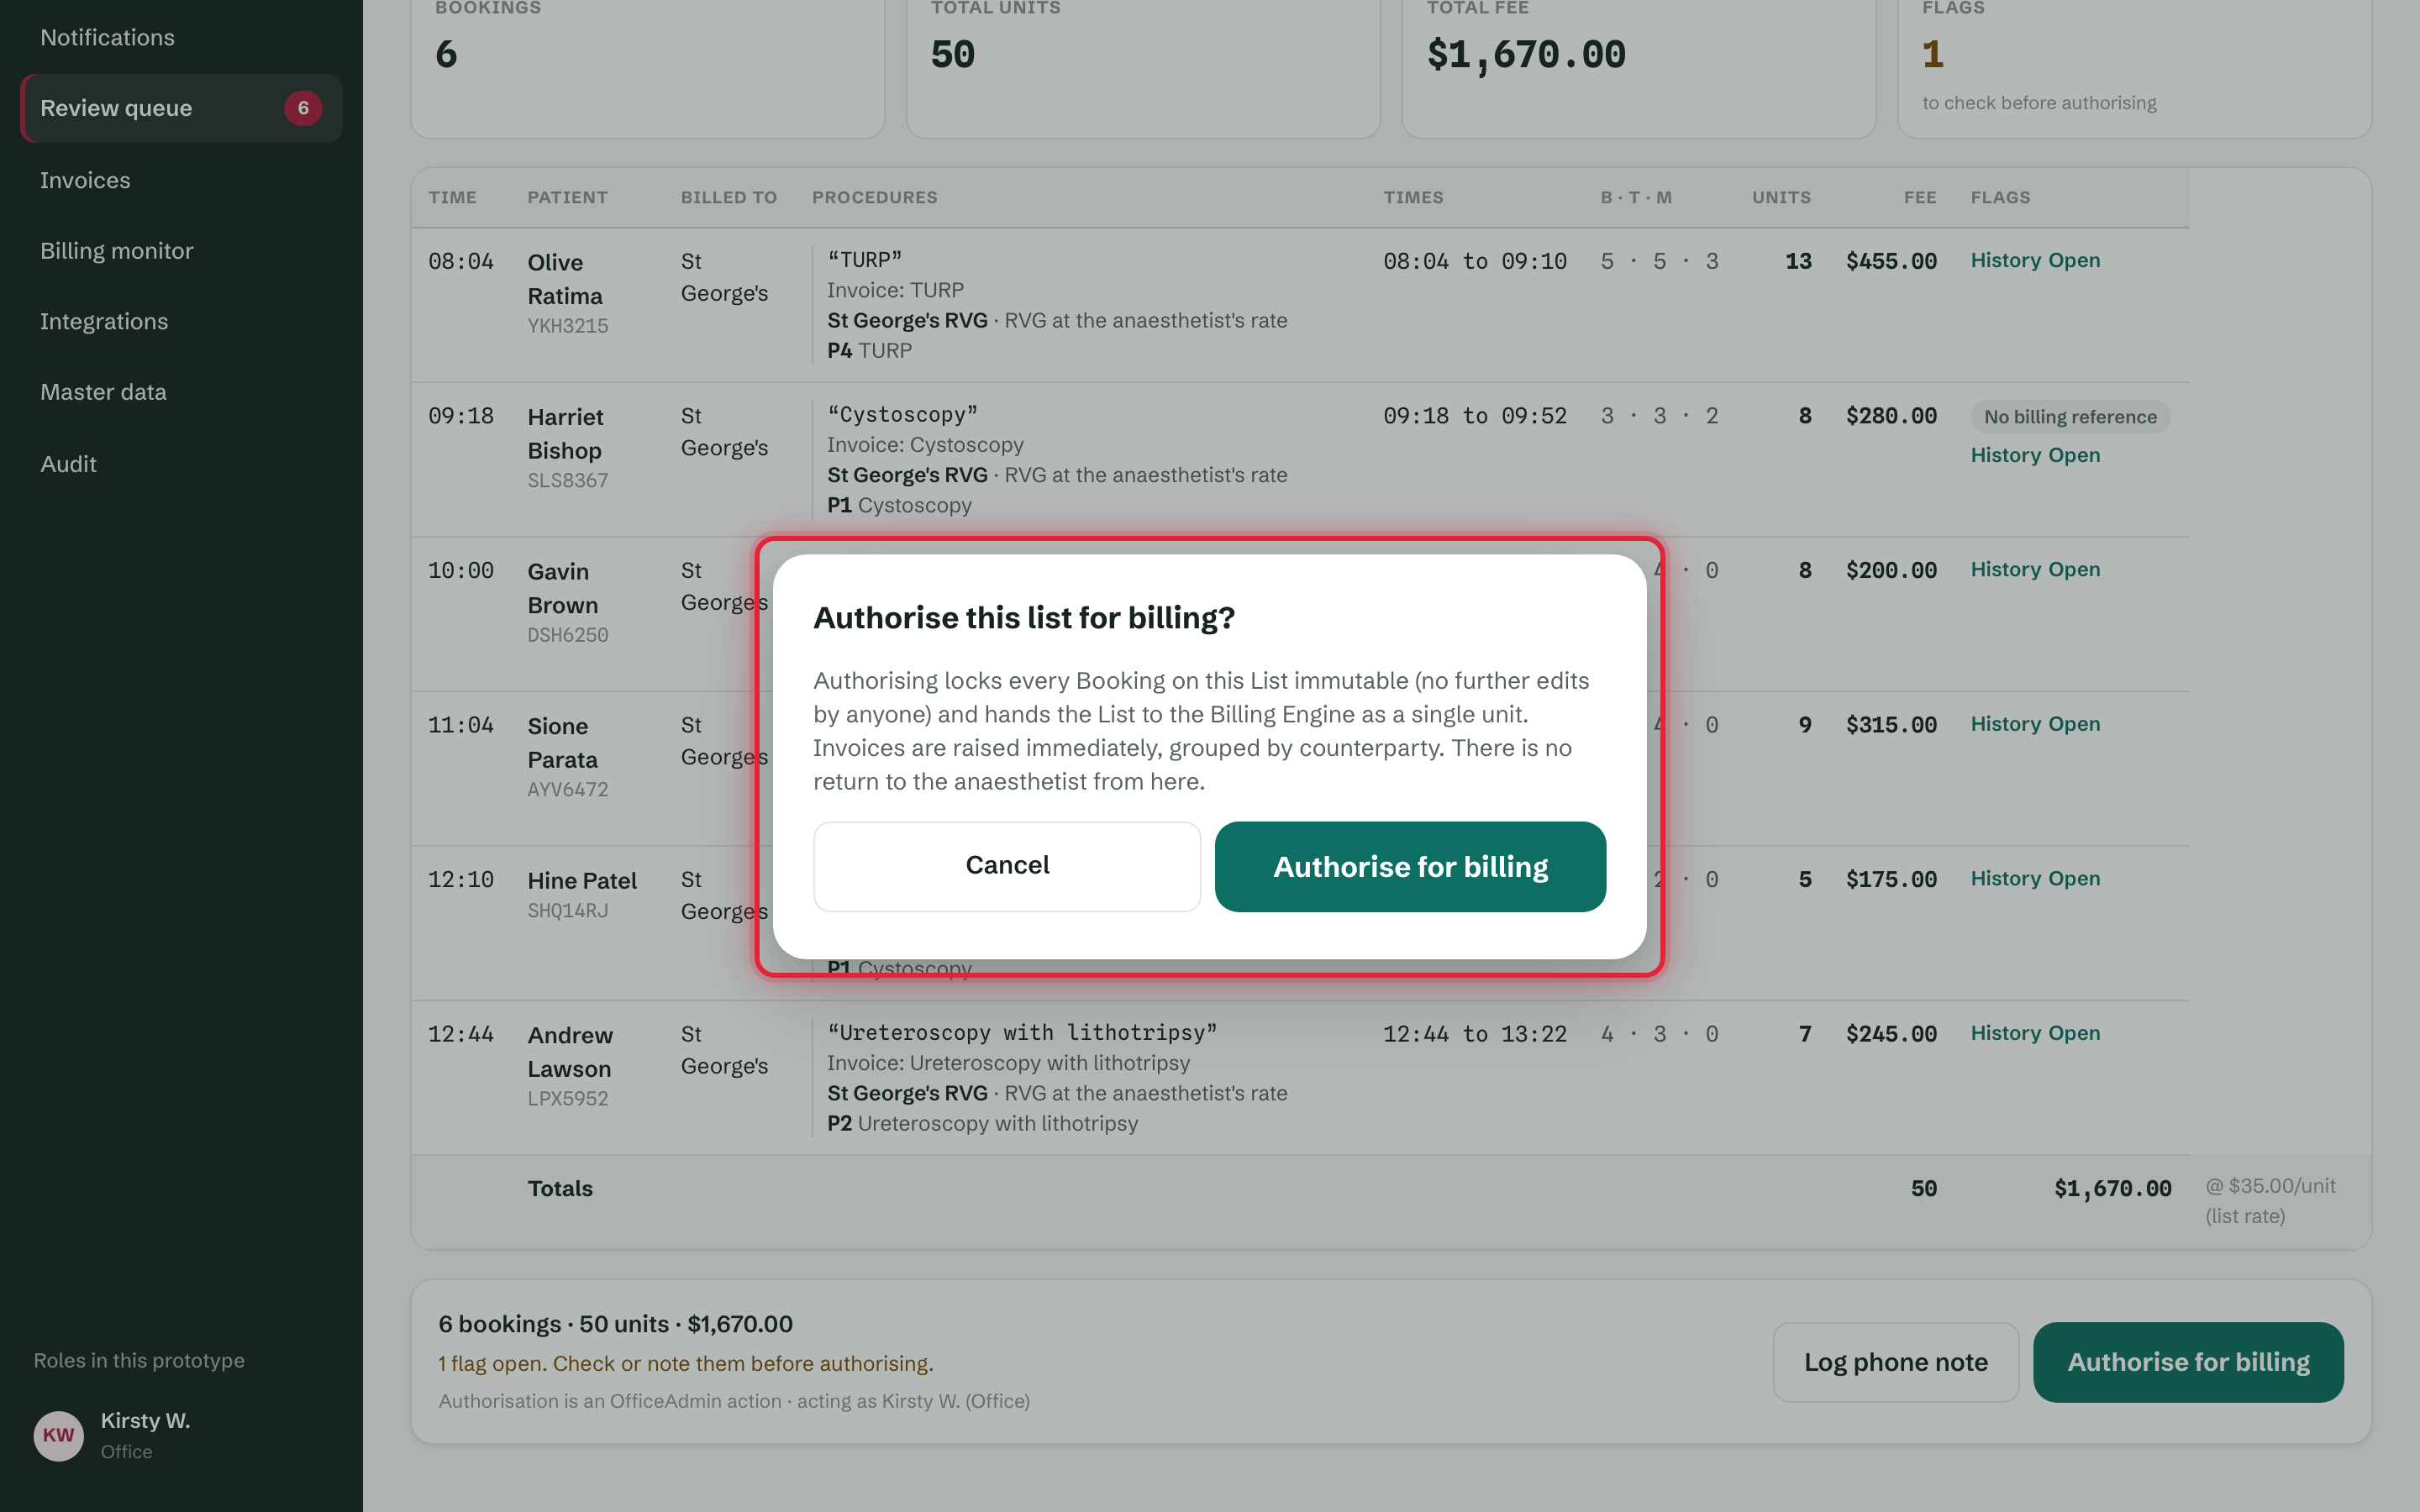 Notifications
Review queue 6
Invoices
Billing monitor
Integrations
Master data
Audit
Roles in this prototype
KW
Kirsty W.
Office
BOOKINGS
6
TOTAL UNITS
50
TOTAL FEE
$1,670.00
FLAGS
1
to check before authorising
TIME PATIENT BILLED TO PROCEDURES TIMES B · T · M UNITS FEE FLAGS
08:04 Olive Ratima YKH3215 St George's
“TURP”
Invoice: TURP
St George's RVG · RVG at the anaesthetist's rate
P4 TURP
08:04 to 09:10 5 · 5 · 3 13 $455.00 History Open
09:18 Harriet Bishop SLS8367 St George's
“Cystoscopy”
Invoice: Cystoscopy
St George's RVG · RVG at the anaesthetist's rate
P1 Cystoscopy
09:18 to 09:52 3 · 3 · 2 8 $280.00 No billing reference
History Open
10:00 Gavin Brown DSH6250 St George's
4 · 0 8 $200.00 History Open
11:04 Sione Parata AYV6472 St George's
4 · 0 9 $315.00 History Open
12:10 Hine Patel SHQ14RJ St George's
P1 Cystoscopy
2 · 0 5 $175.00 History Open
12:44 Andrew Lawson LPX5952 St George's
“Ureteroscopy with lithotripsy”
Invoice: Ureteroscopy with lithotripsy
St George's RVG · RVG at the anaesthetist's rate
P2 Ureteroscopy with lithotripsy
12:44 to 13:22 4 · 3 · 0 7 $245.00 History Open
Totals 50 $1,670.00 @ $35.00/unit
(list rate)
Authorise this list for billing?
Authorising locks every Booking on this List immutable (no further edits
by anyone) and hands the List to the Billing Engine as a single unit.
Invoices are raised immediately, grouped by counterparty. There is no
return to the anaesthetist from here.
Cancel
Authorise for billing
6 bookings · 50 units · $1,670.00
1 flag open. Check or note them before authorising.
Authorisation is an OfficeAdmin action · acting as Kirsty W. (Office)
Log phone note
Authorise for billing